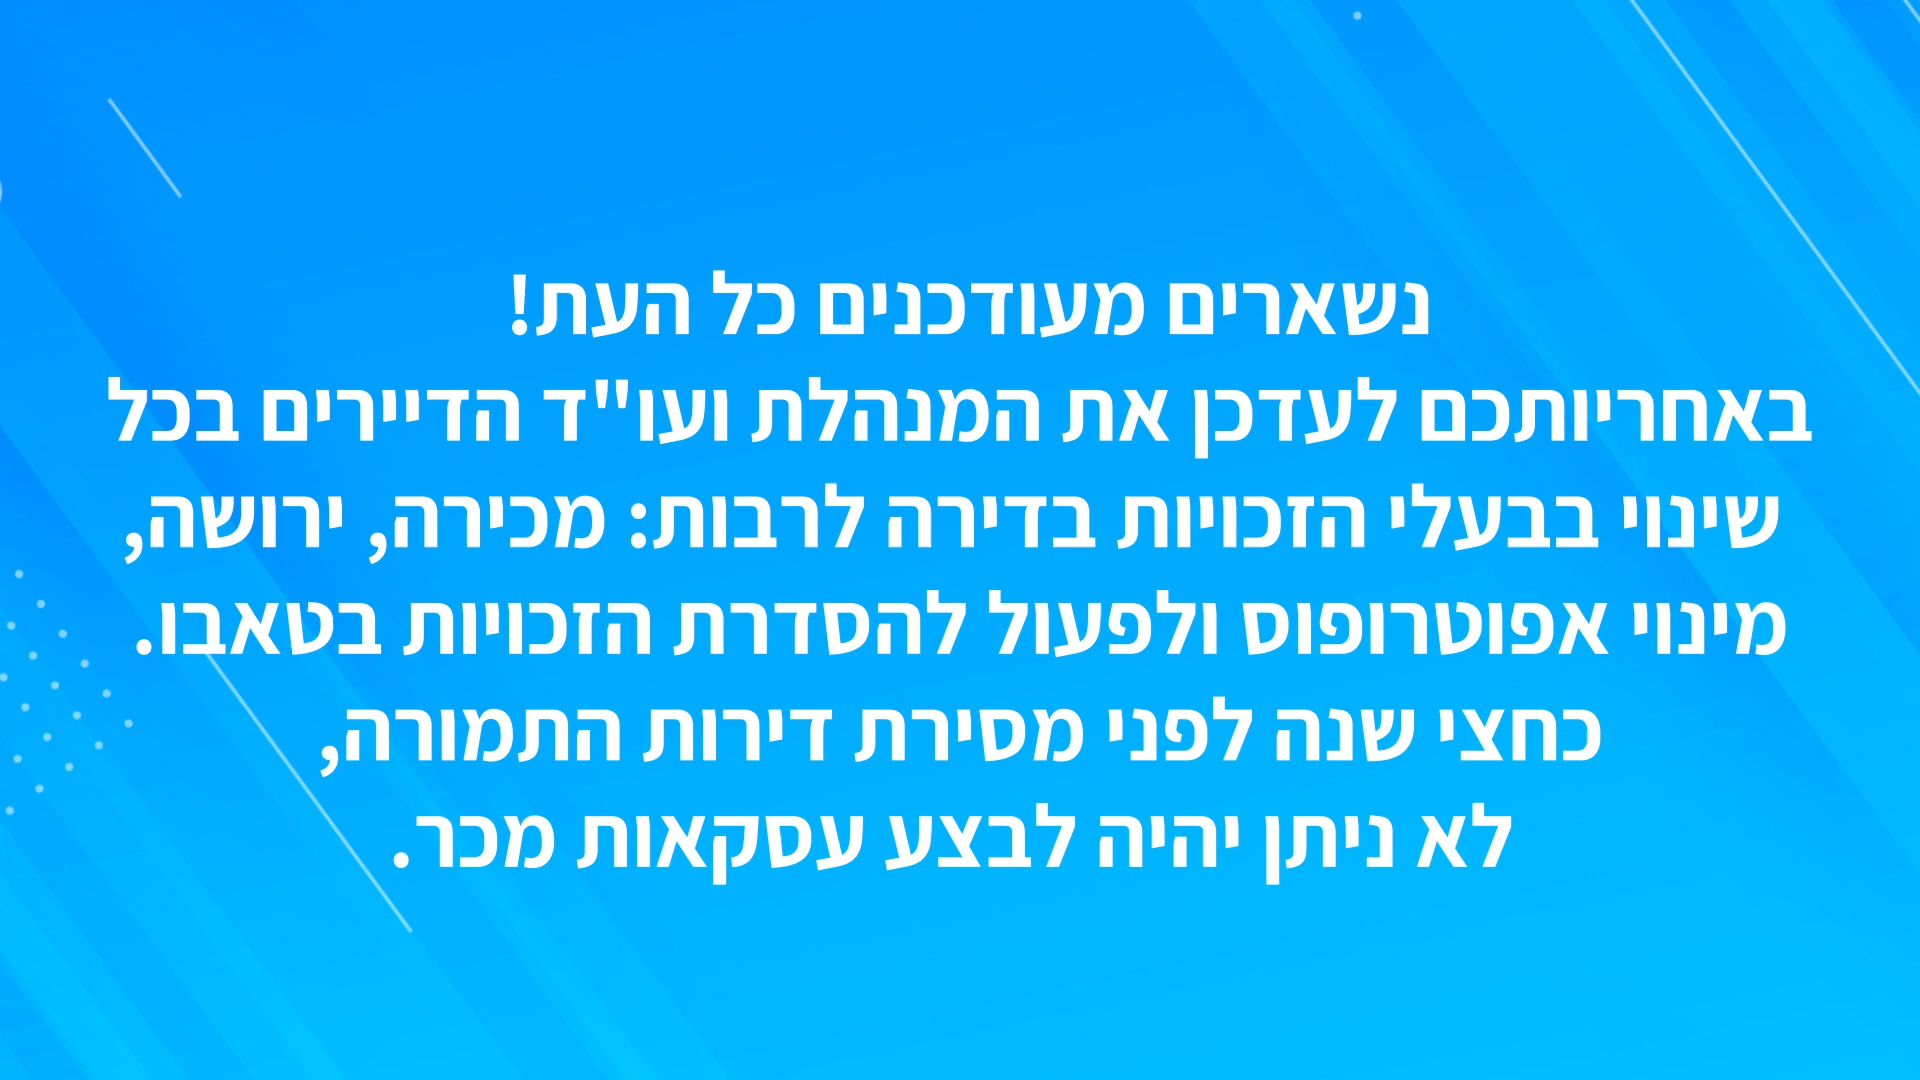 נשארים מעודכנים כל העת!
באחריותכם לעדכן את המנהלת ועו"ד הדיירים בכל
שינוי בבעלי הזכויות בדירה לרבות: מכירה, ירושה,
מינוי אפוטרופוס ולפעול להסדרת הזכויות בטאבו.
כחצי שנה לפני מסירת דירות התמורה,
לא ניתן יהיה לבצע עסקאות מכר.